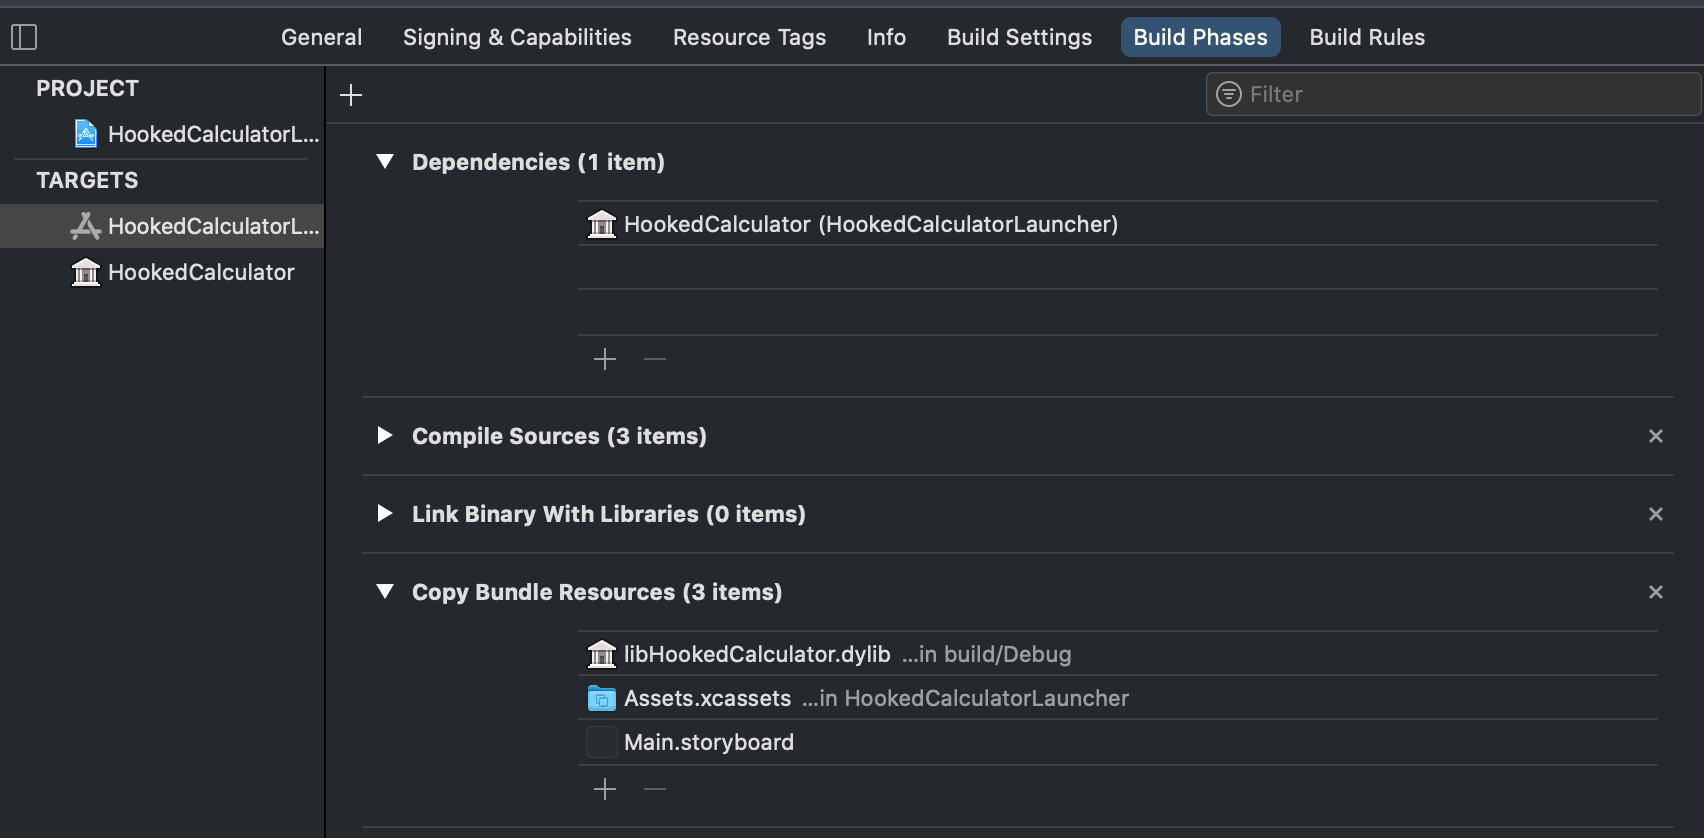 General Signing & Capabilities Resource Tags Info Build Settings Build Phases Build Rules
PROJECT
HookedCalculatorL...
TARGETS
HookedCalculatorL...
HookedCalculator
Filter
Dependencies (1 item)
HookedCalculator (HookedCalculatorLauncher)
Compile Sources (3 items)
Link Binary With Libraries (0 items)
Copy Bundle Resources (3 items)
libHookedCalculator.dylib ...in build/Debug
Assets.xcassets ...in HookedCalculatorLauncher
Main.storyboard